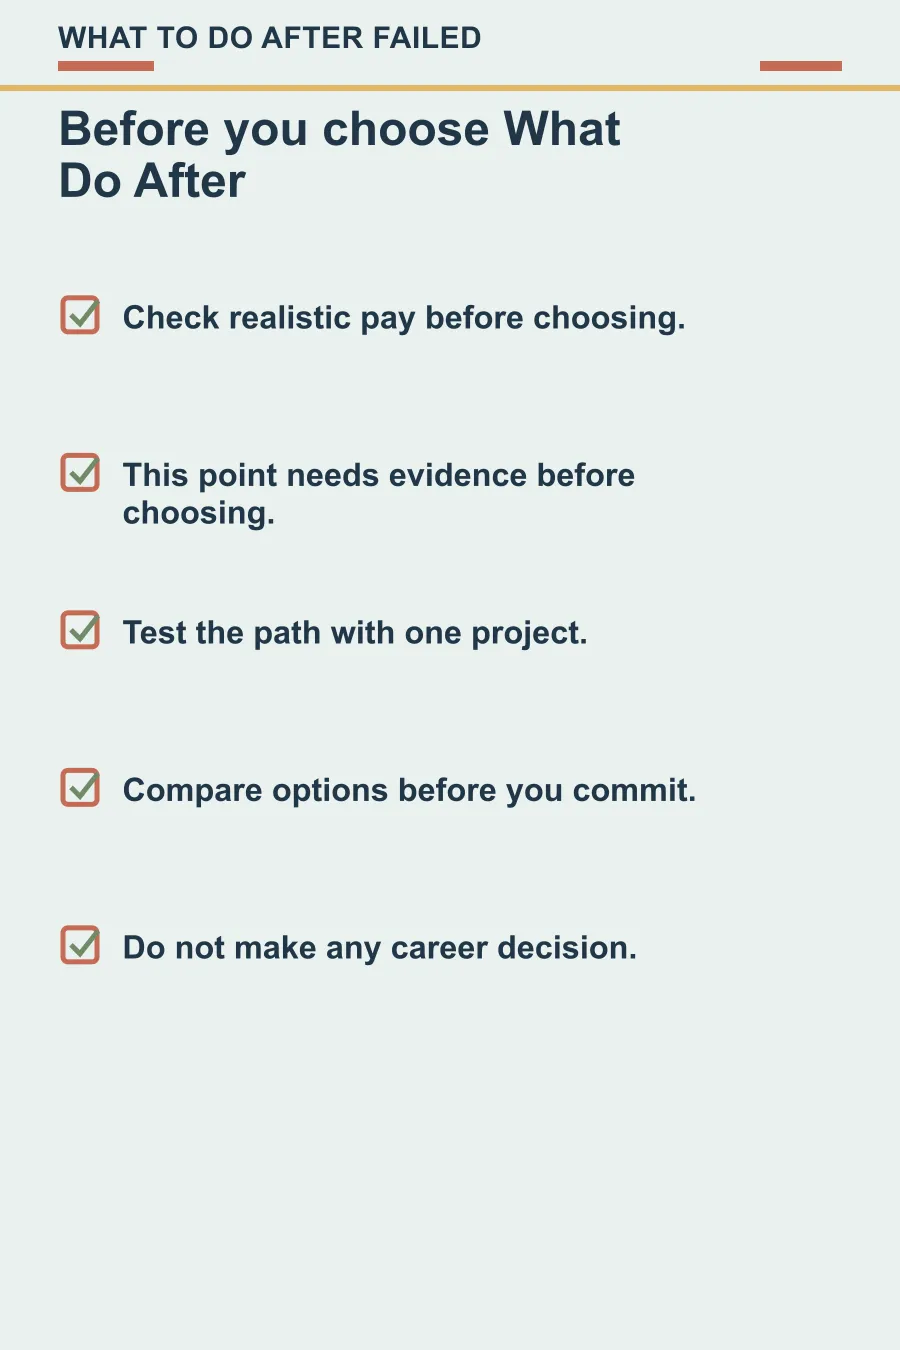 WHAT TO DO AFTER FAILED
Before you choose What
Do After
Check realistic pay before choosing.
This point needs evidence before
choosing.
Test the path with one project.
Compare options before you commit.
Do not make any career decision.